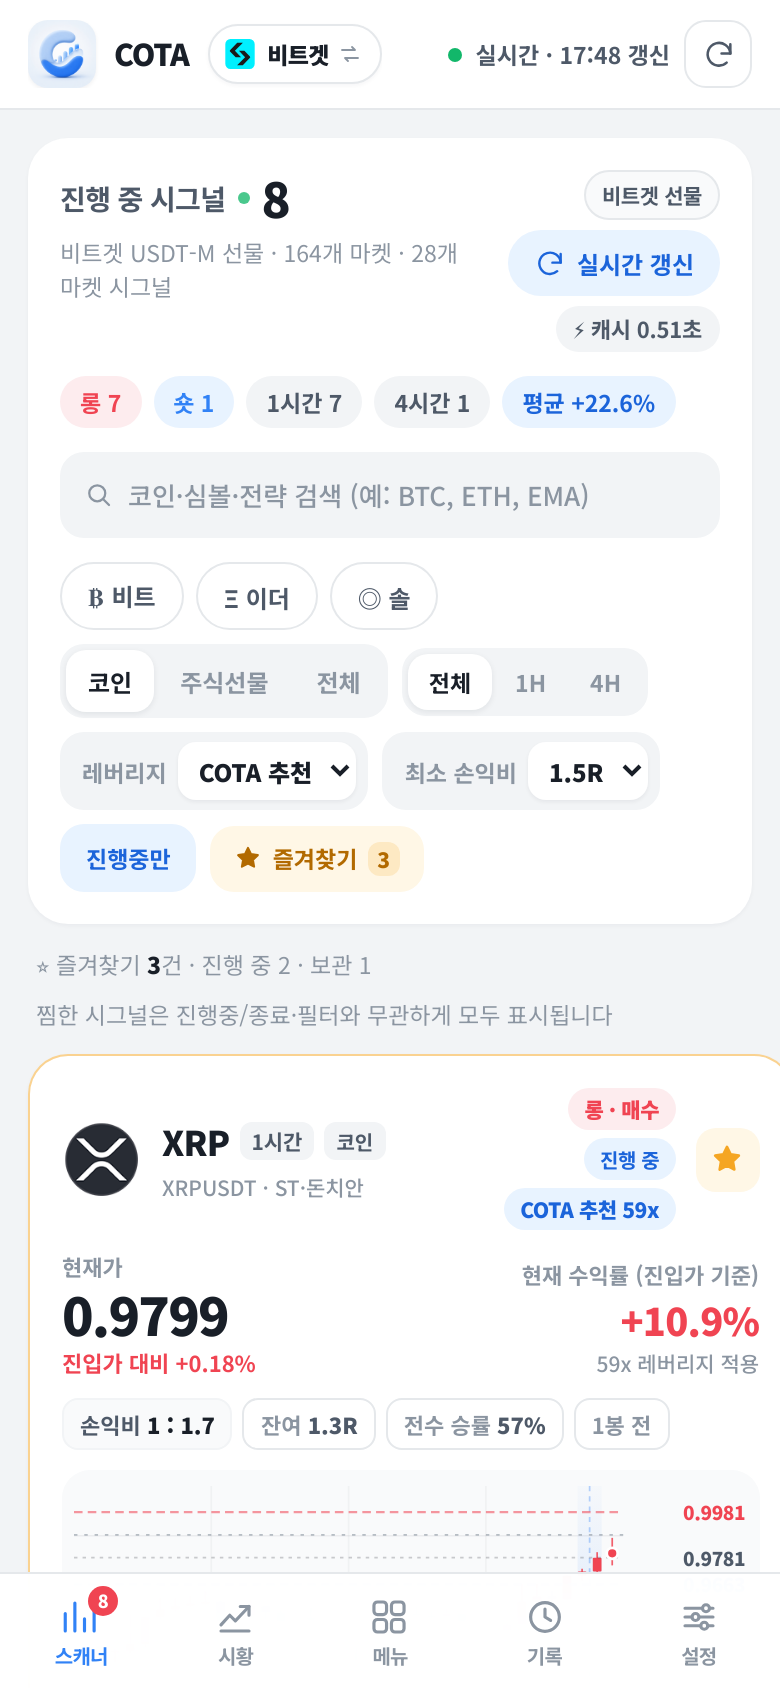 COTA 비트겟 실시간 · 17:48 갱신
진행 중 시그널 8
비트겟 선물
비트겟 USDT-M 선물 · 164개 마켓 · 28개
마켓 시그널
실시간 갱신
⚡ 캐시 0.51초
롱 7 숏 1 1시간 7 4시간 1 평균 +22.6%
코인·심볼·전략 검색 (예: BTC, ETH, EMA)
₿ 비트 Ξ 이더 ◎ 솔
코인 주식선물 전체 전체 1H 4H
레버리지 COTA 추천 최소 손익비 1.5R
진행중만 ★ 즐겨찾기 3
☆ 즐겨찾기 3건 · 진행 중 2 · 보관 1
찜한 시그널은 진행중/종료·필터와 무관하게 모두 표시됩니다
롱 · 매수
XRP 1시간 코인
진행 중
XRPUSDT · ST·돈치안
COTA 추천 59x
현재가
현재 수익률 (진입가 기준)
0.9799
+10.9%
진입가 대비 +0.18%
59x 레버리지 적용
손익비 1 : 1.7 잔여 1.3R 전수 승률 57% 1봉 전
0.9981
0.9781
8
스캐너 시황 메뉴 기록 설정